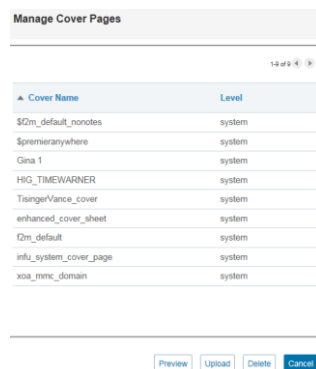 Manage Cover Pages
1-9 of 9
Cover Name Level
$f2m_default_nonotes system
$premieranywhere system
Gina 1 system
HIG_TIMEWARNER system
TisingerVance_cover system
enhanced_cover_sheet system
f2m_default system
infu_system_cover_page system
xoa_mmc_domain system
Preview Upload Delete Cancel